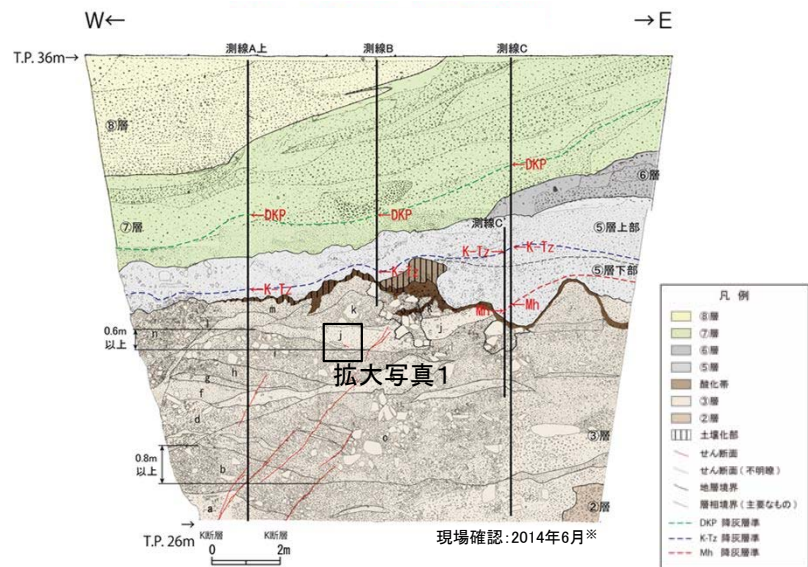 W← →E
T.P. 36m→
測線A上 測線B 測線C
⑧層
←DKP
⑥層
⑦層 ←DKP ←DKP
測線C
⑤層上部
K-Tz→ ←K-Tz
←K-Tz
⑤層下部
←K-Tz
Mh→ ←Mh
m k k
0.6m
以上
n l j j
i
拡大写真1
h
g
f
d
c
③層
0.8m
以上
b
a
②層
K断層 K断層
T.P. 26m→
0 2m
現場確認:2014年6月※
凡 例
⑧層
⑦層
⑥層
⑤層
酸化帯
③層
②層
土壌化部
せん断面
せん断面(不明瞭)
地層境界
層相境界(主要なもの)
DKP 降灰層準
K-Tz 降灰層準
Mh 降灰層準